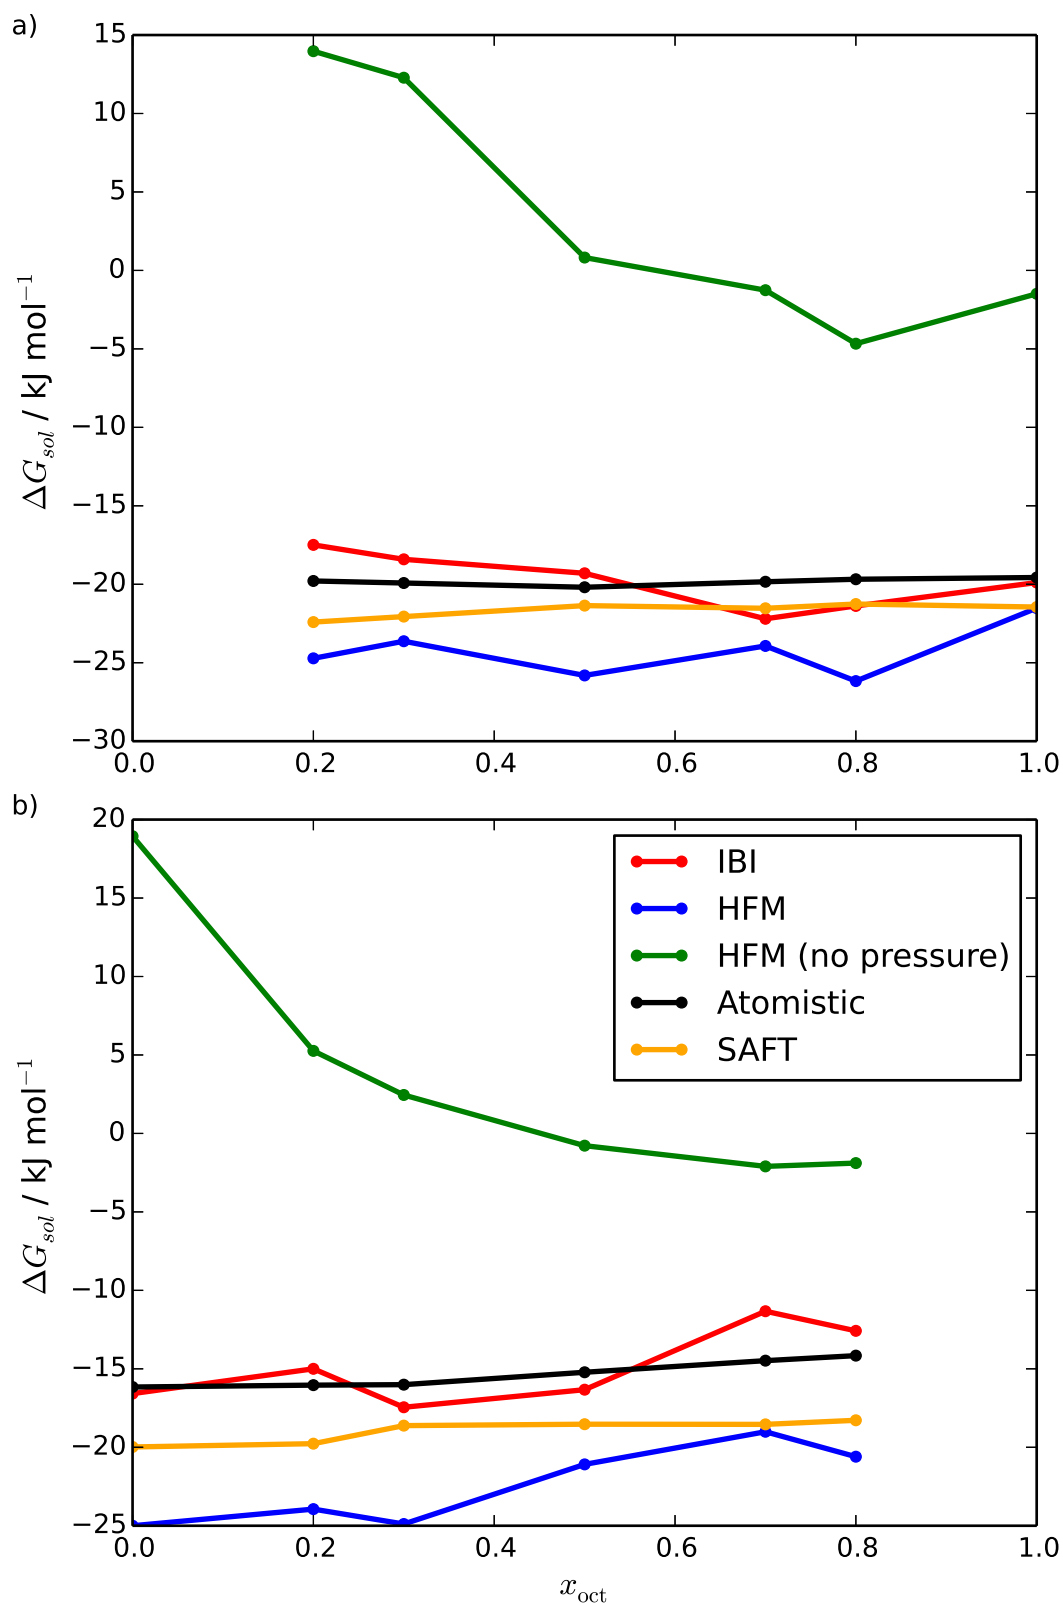 a)
15
10
5
0
−5
−10
−15
−20
−25
−30
ΔG_sol / kJ mol⁻¹
0.0 0.2 0.4 0.6 0.8 1.0
b)
20
15
10
5
0
−5
−10
−15
−20
−25
ΔG_sol / kJ mol⁻¹
IBI
HFM
HFM (no pressure)
Atomistic
SAFT
0.0 0.2 0.4 0.6 0.8 1.0
x_oct